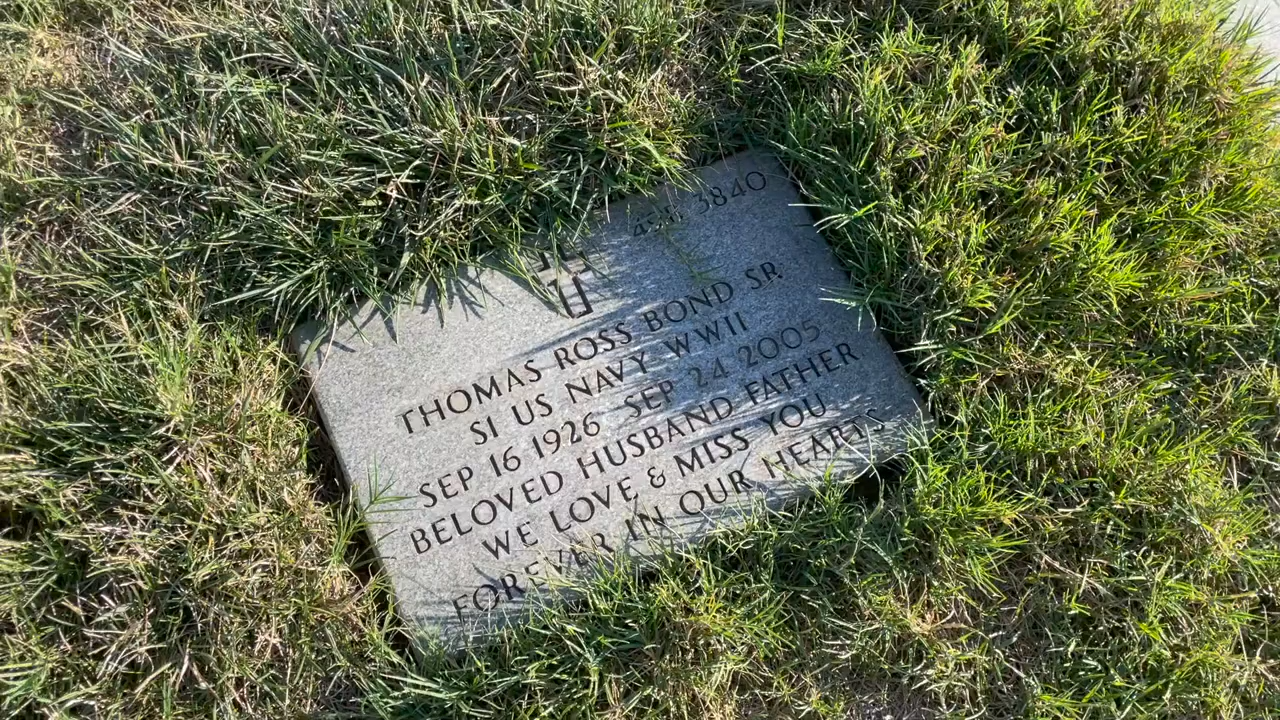 3840
THOMAS ROSS BOND SR
S1 US NAVY WWII
SEP 16 1926 SEP 24 2005
BELOVED HUSBAND FATHER
WE LOVE & MISS YOU
FOREVER IN OUR HEARTS